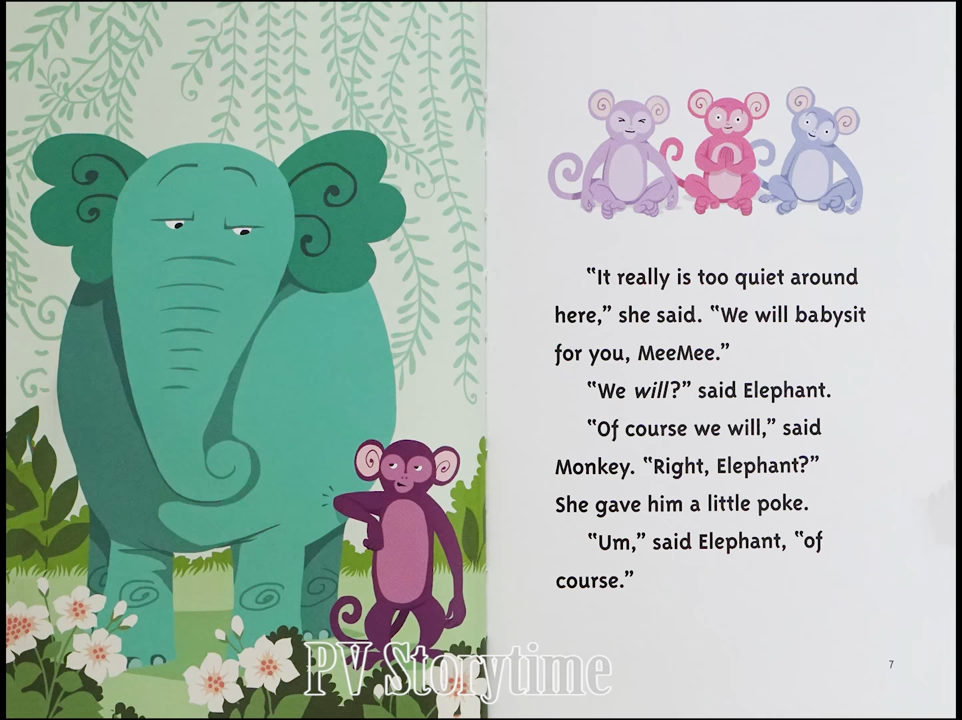 “It really is too quiet around
here,” she said. “We will babysit
for you, MeeMee.”
“We will?” said Elephant.
“Of course we will,” said
Monkey. “Right, Elephant?”
She gave him a little poke.
“Um,” said Elephant, “of
course.”
7
PV Storytime